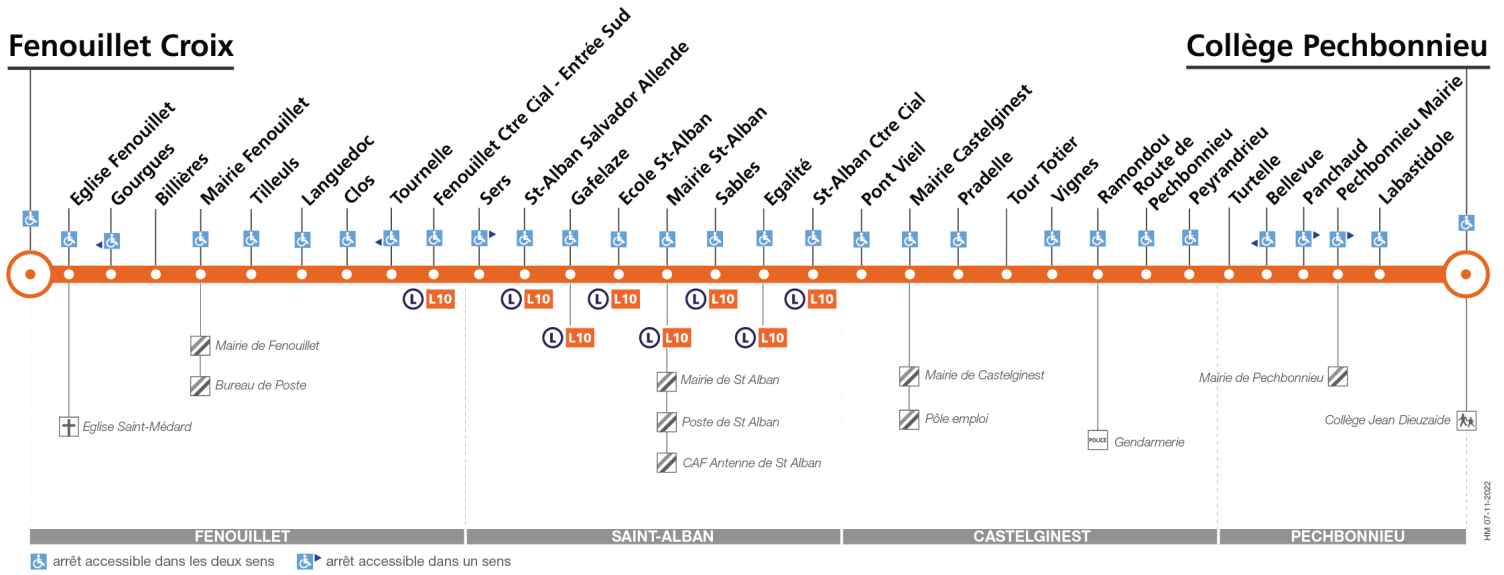 Fenouillet Croix
Collège Pechbonnieu
Eglise Fenouillet
Gourgues
Billières
Mairie Fenouillet
Tilleuls
Languedoc
Clos
Tournelle
Fenouillet Ctre Cial - Entrée Sud
Sers
St-Alban Salvador Allende
Gafelaze
Ecole St-Alban
Mairie St-Alban
Sables
Egalité
St-Alban Ctre Cial
Pont Vieil
Mairie Castelginest
Pradelle
Tour Totier
Vignes
Ramondou
Route de
Pechbonnieu
Peyrandrieu
Turtelle
Bellevue
Panchaud
Pechbonnieu Mairie
Labastidole
L L10
L L10
L L10
L L10
L L10
L L10
L L10
L L10
Mairie de Fenouillet
Bureau de Poste
Eglise Saint-Médard
Mairie de St Alban
Poste de St Alban
CAF Antenne de St Alban
Mairie de Castelginest
Pôle emploi
POLICE
Gendarmerie
Mairie de Pechbonnieu
Collège Jean Dieuzaide
HM 07-11-2022
FENOUILLET
SAINT-ALBAN
CASTELGINEST
PECHBONNIEU
arrêt accessible dans les deux sens
arrêt accessible dans un sens